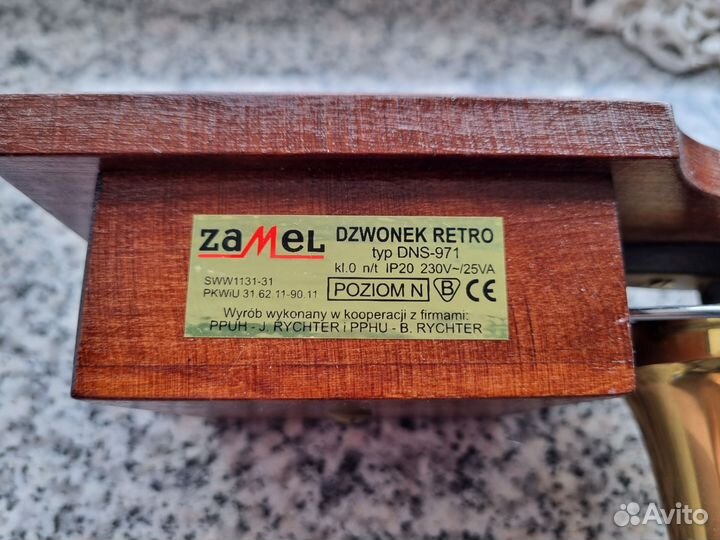 ZAMEL
DZWONEK RETRO
typ DNS-971
kl.0 n/t IP20 230V~/25VA
SWW1131-31
PKWiU 31.62.11-90.11
POZIOM N B CE
Wyrób wykonany w kooperacji z firmami:
PPUH - J. RYCHTER i PPHU - B. RYCHTER
Avito